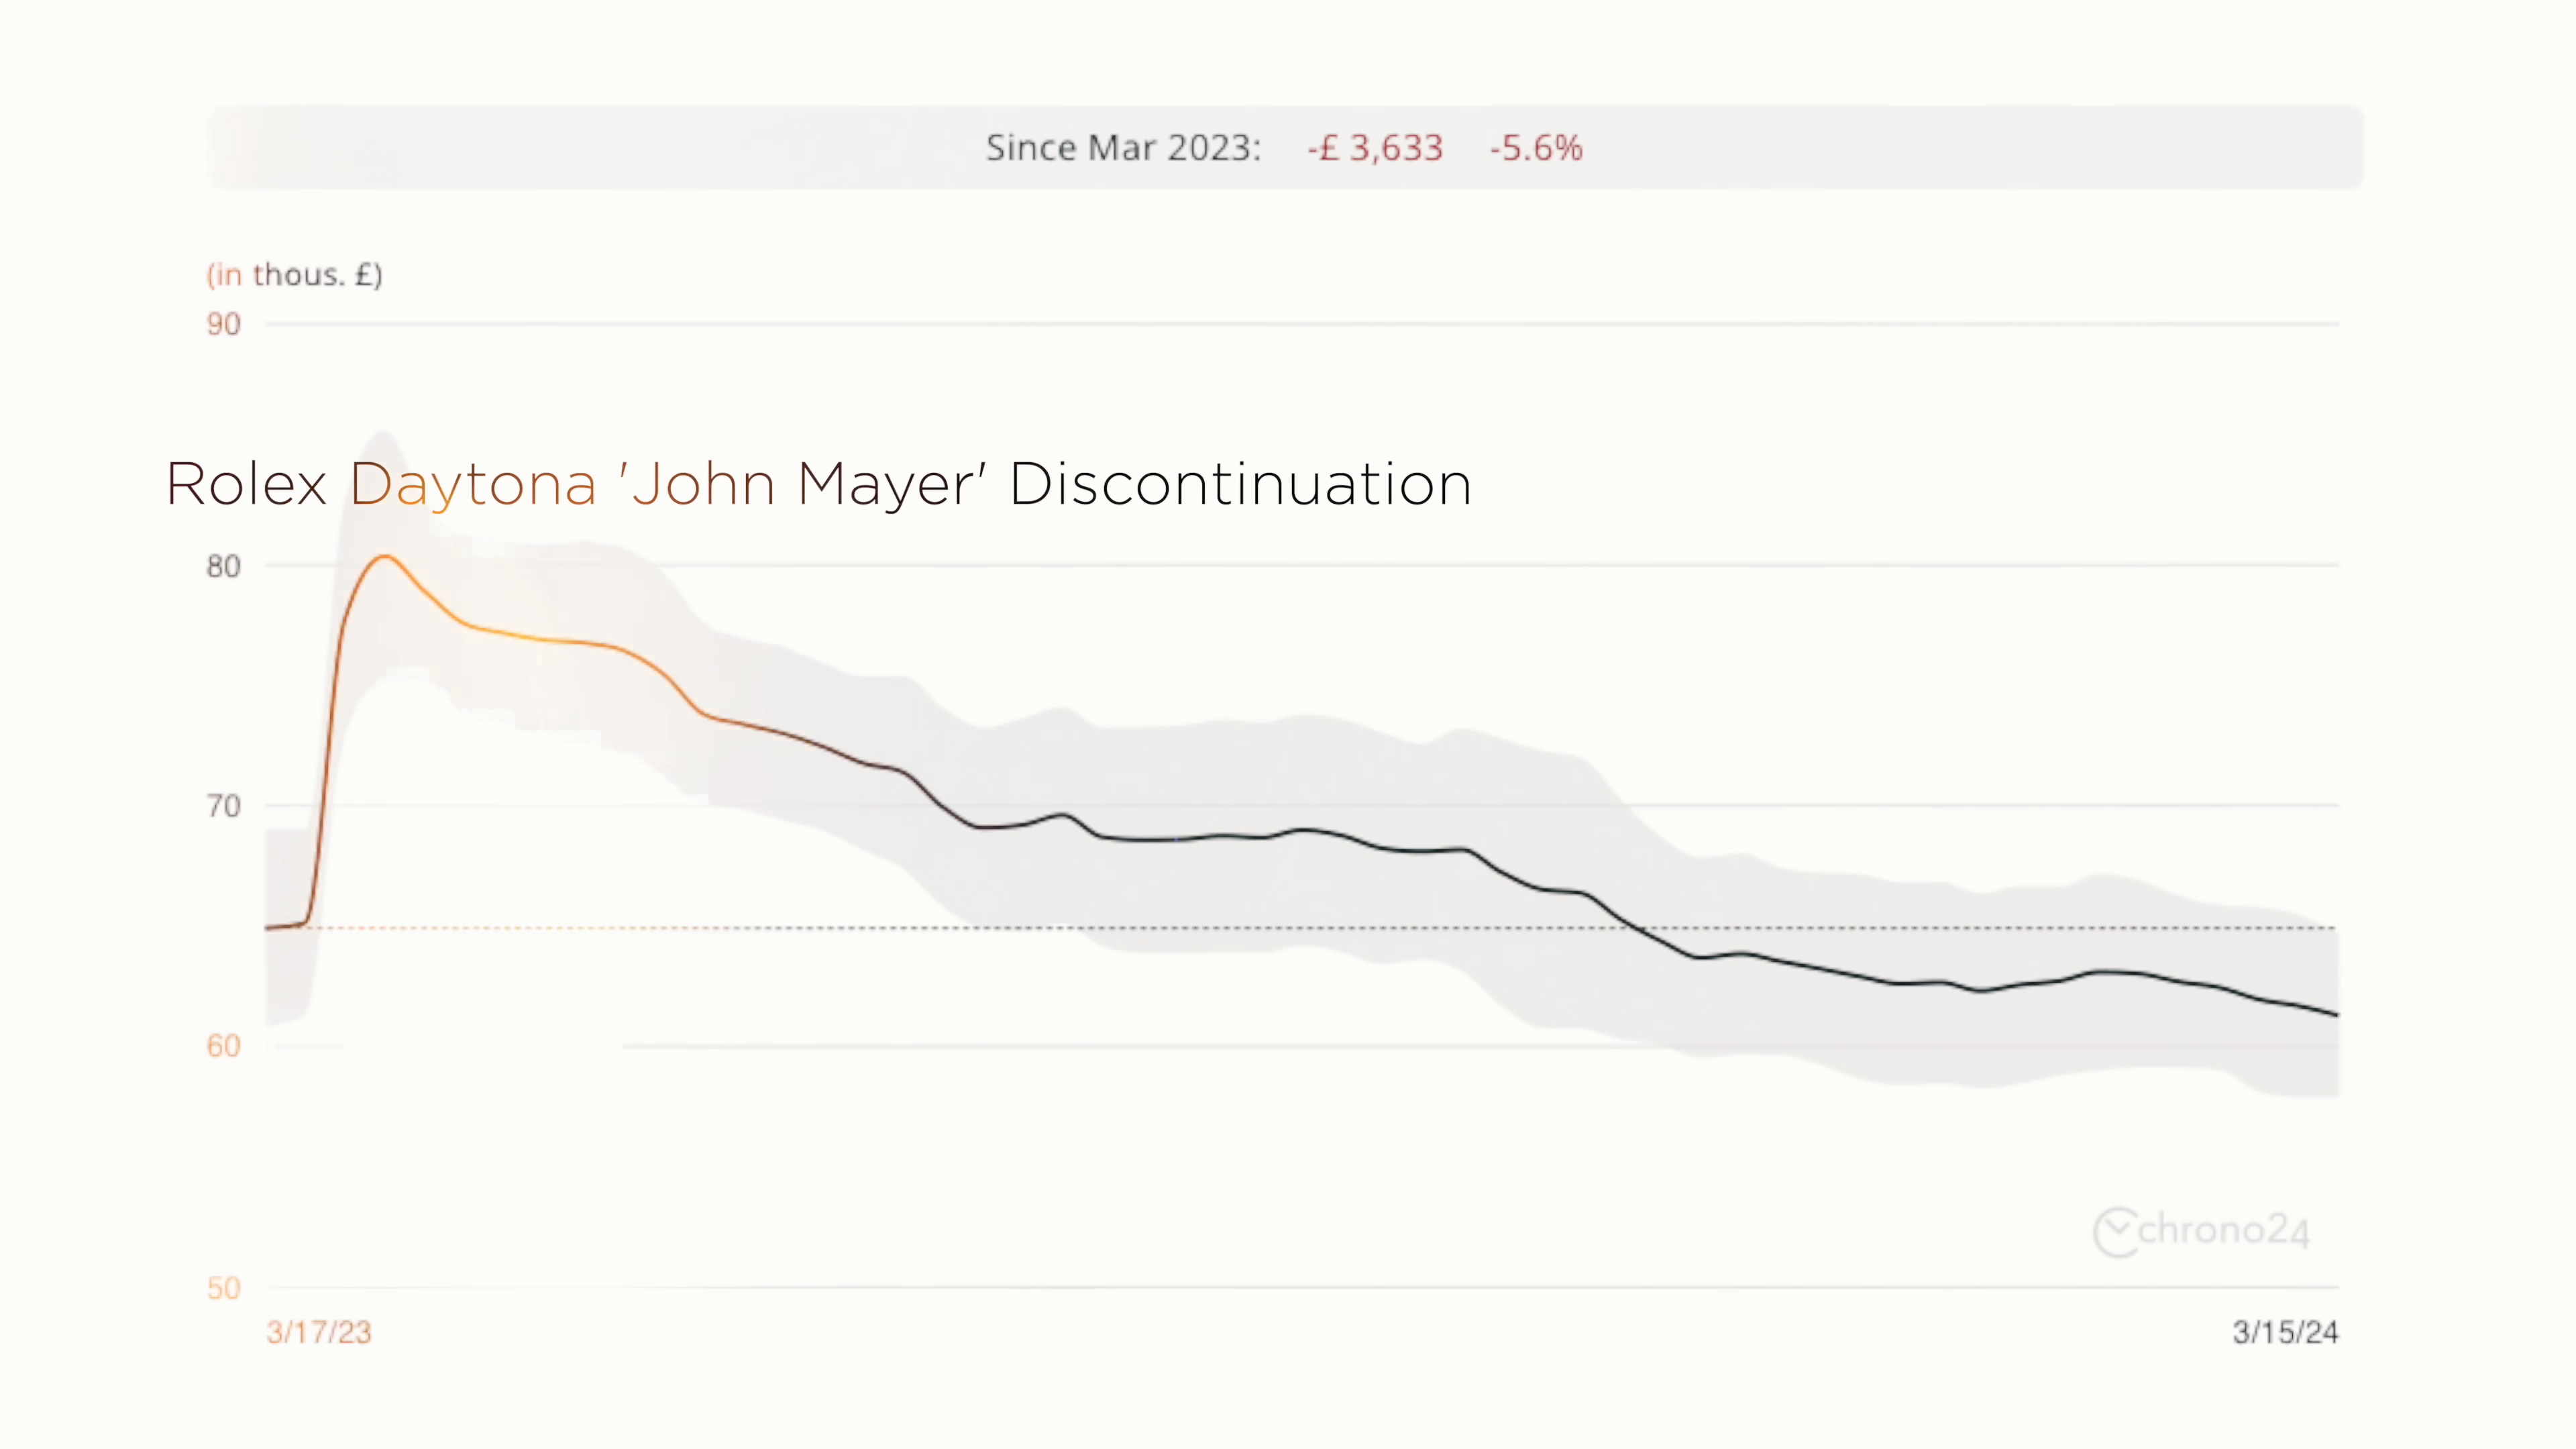 Since Mar 2023: -£ 3,633 -5.6%
(in thous. £)
90
Rolex Daytona 'John Mayer' Discontinuation
80
70
60
50
chrono24
3/17/23 3/15/24